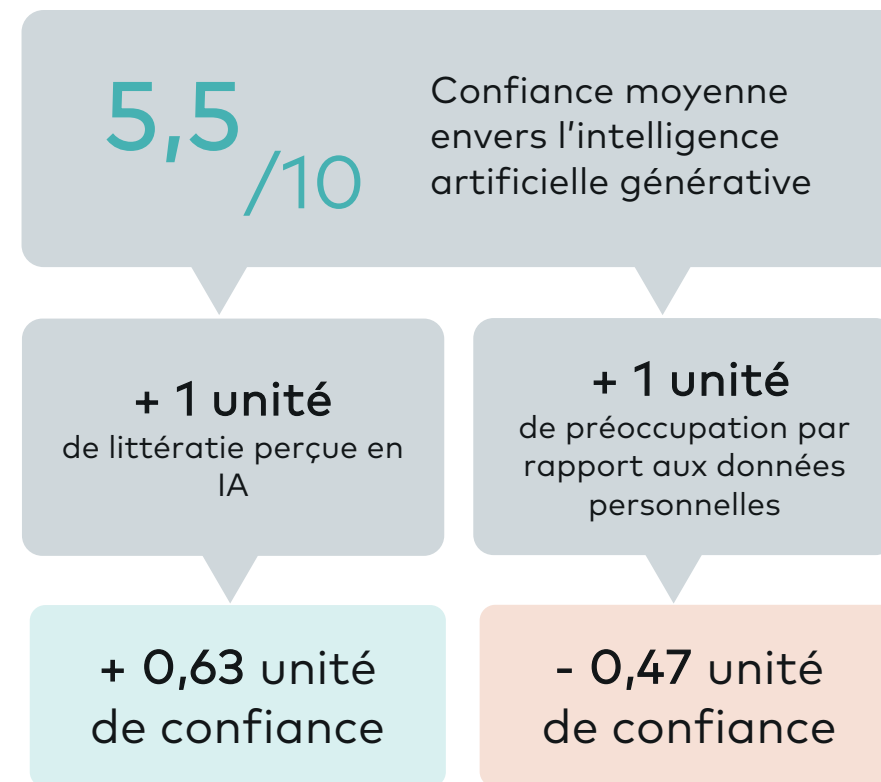 5,5
/10
Confiance moyenne
envers l'intelligence
artificielle générative
+ 1 unité
de littératie perçue en
IA
+ 1 unité
de préoccupation par
rapport aux données
personnelles
+ 0,63 unité
de confiance
- 0,47 unité
de confiance